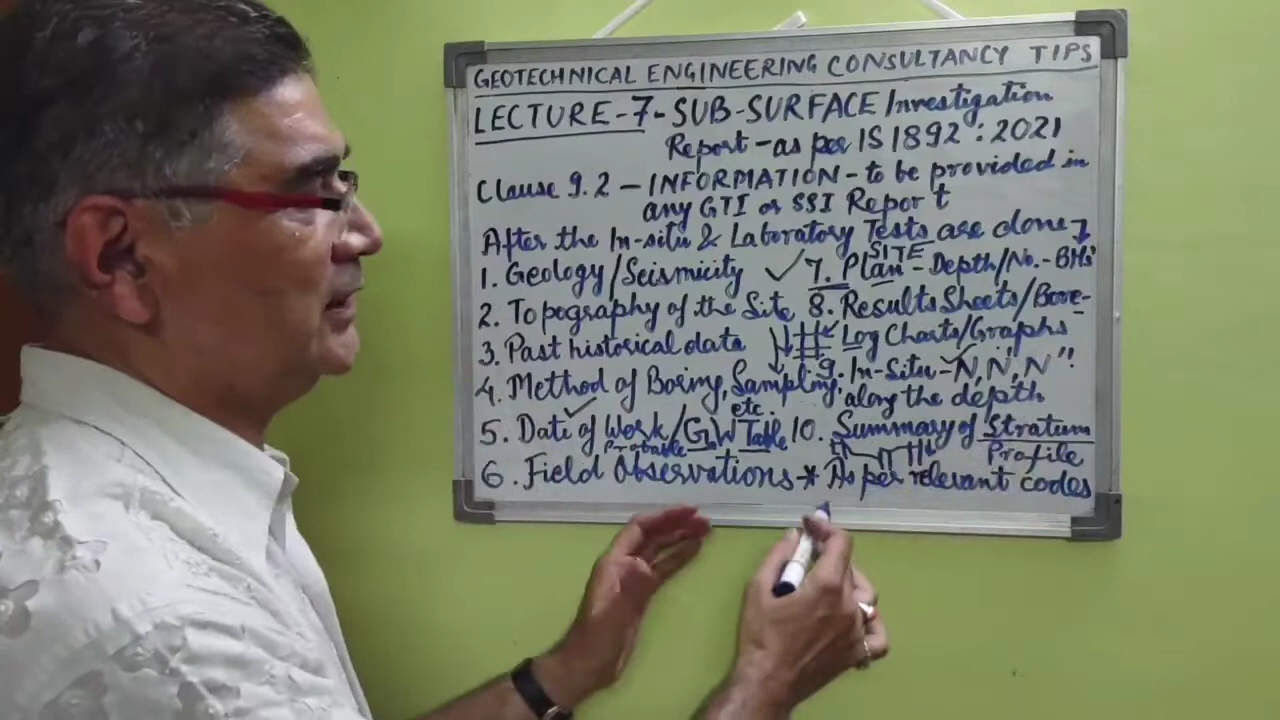 GEOTECHNICAL ENGINEERING CONSULTANCY TIPS
LECTURE-7-SUB-SURFACE Investigation
Report-as per IS 1892:2021
Clause 9.2 - INFORMATION - to be provided in
any GTI or SSI Report
After the In-situ & Laboratory Tests are done
1. Geology/Seismicity ✓
2. Topography of the Site
3. Past historical data
4. Method of Boring, Sampling,
etc.
5. Date of Work/GW Table
Probable
6. Field Observations-* As per relevant codes
SITE
7. Plan - Depth/No.-BHs'
8. Results Sheets/Bore-
Log Charts/Graphs
9. In-Situ - N, N', N"
along the depth
10. Summary of Stratum
Profile